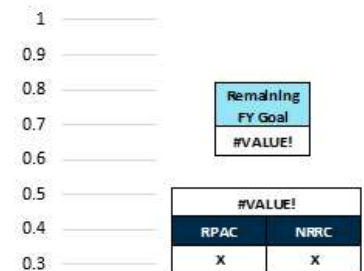 1
0.9
0.8
0.7
0.6
0.5
0.4
0.3
Remaining
FY Goal
#VALUE!
#VALUE!
RPAC NRRC
X X